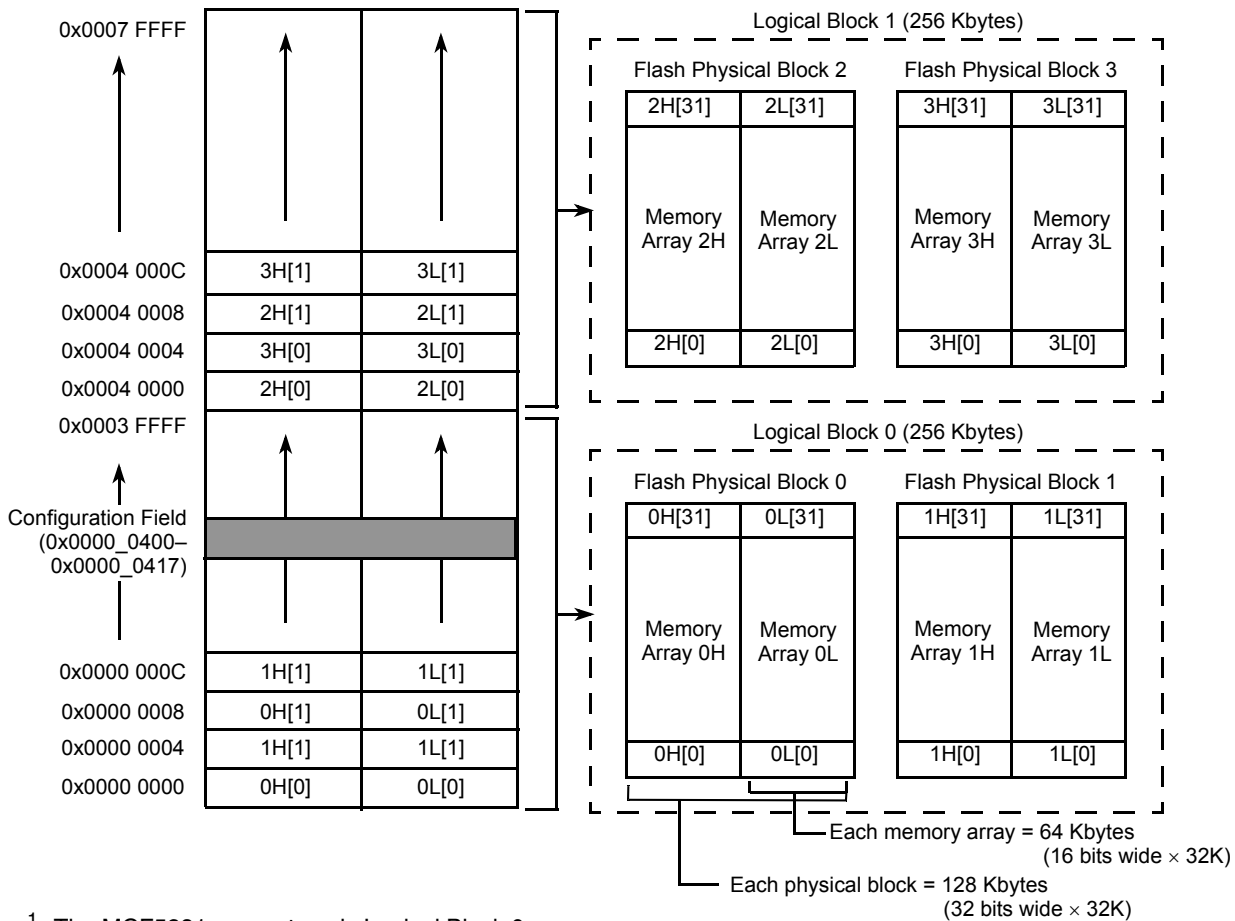 0x0007 FFFF
0x0004 000C 3H[1] 3L[1]
0x0004 0008 2H[1] 2L[1]
0x0004 0004 3H[0] 3L[0]
0x0004 0000 2H[0] 2L[0]
0x0003 FFFF
Configuration Field
(0x0000_0400–
0x0000_0417)
0x0000 000C 1H[1] 1L[1]
0x0000 0008 0H[1] 0L[1]
0x0000 0004 1H[1] 1L[1]
0x0000 0000 0H[0] 0L[0]
Logical Block 1 (256 Kbytes)
Flash Physical Block 2 Flash Physical Block 3
2H[31] 2L[31] 3H[31] 3L[31]
Memory Memory Memory Memory
Array 2H Array 2L Array 3H Array 3L
2H[0] 2L[0] 3H[0] 3L[0]
Logical Block 0 (256 Kbytes)
Flash Physical Block 0 Flash Physical Block 1
0H[31] 0L[31] 1H[31] 1L[31]
Memory Memory Memory Memory
Array 0H Array 0L Array 1H Array 1L
0H[0] 0L[0] 1H[0] 1L[0]
Each memory array = 64 Kbytes
(16 bits wide × 32K)
Each physical block = 128 Kbytes
(32 bits wide × 32K)
1 The Logical Block